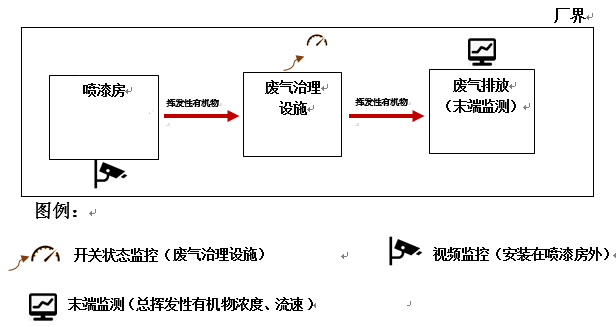 厂界
喷漆房
挥发性有机物
废气治理
设施
挥发性有机物
废气排放
（末端监测）
图例：
开关状态监控（废气治理设施）
视频监控（安装在喷漆房外）
末端监测（总挥发性有机物浓度、流速）